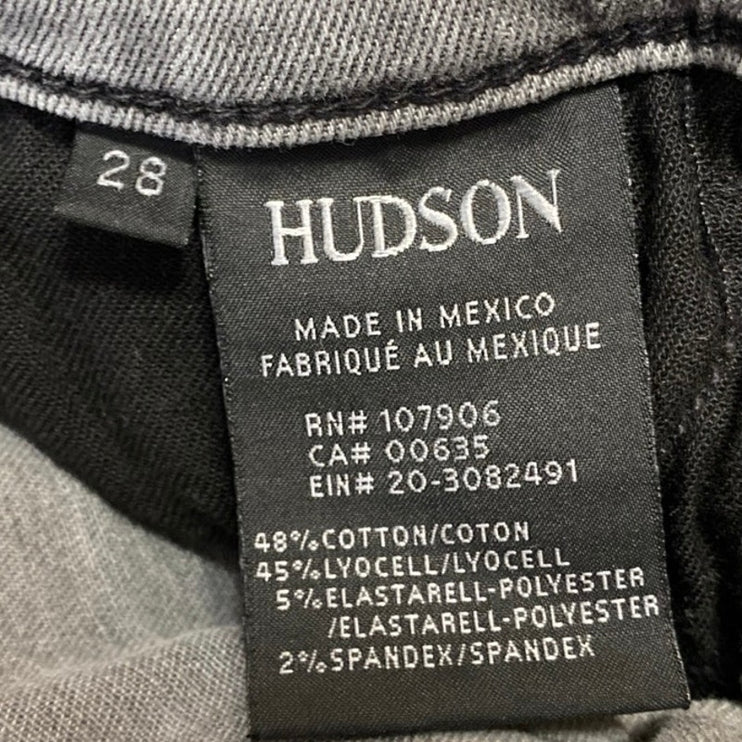 28
HUDSON
MADE IN MEXICO
FABRIQUÉ AU MEXIQUE
RN# 107906
CA# 00635
EIN# 20-3082491
48%COTTON/COTON
45%LYOCELL/LYOCELL
5%ELASTARELL-POLYESTER
/ELASTARELL-POLYESTER
2%SPANDEX/SPANDEX